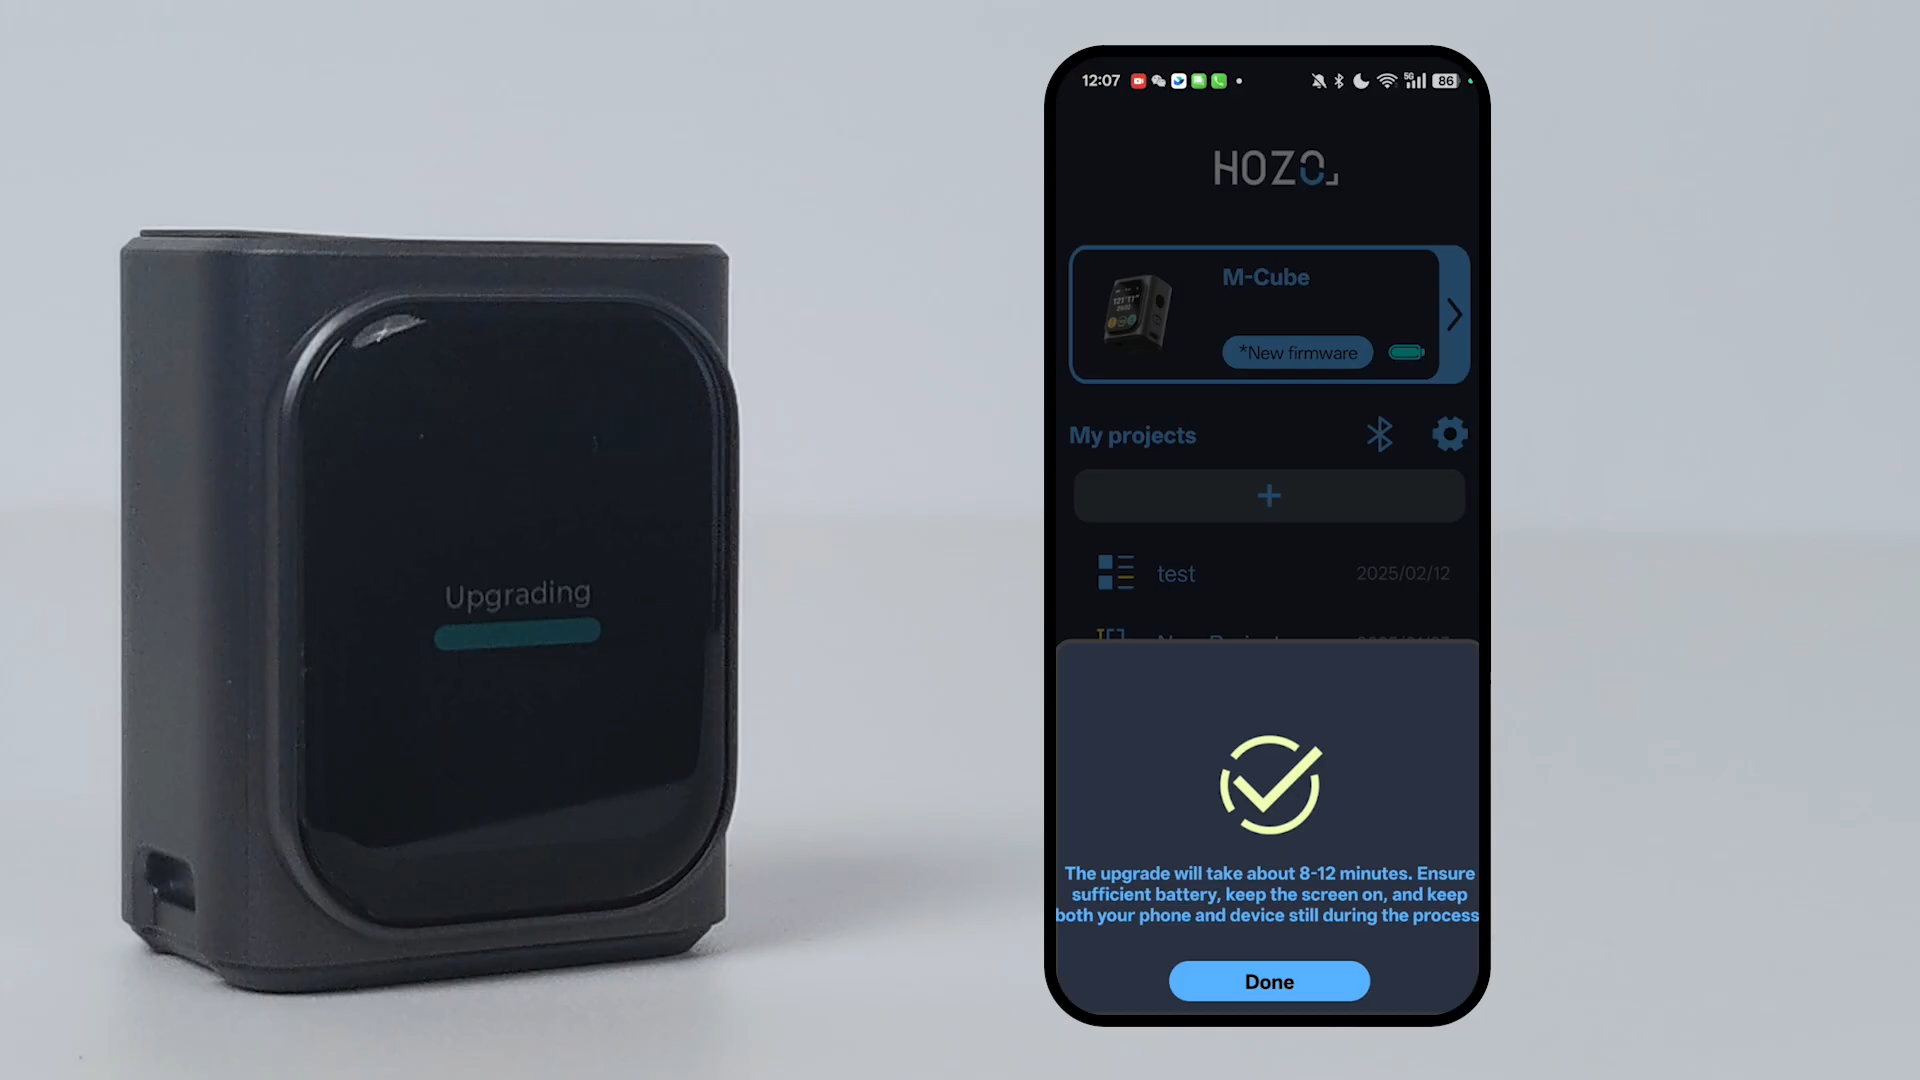 Upgrading
12:07
5G
86
HOZO
M-Cube
*New firmware
My projects
+
test
2025/02/12
The upgrade will take about 8-12 minutes. Ensure
sufficient battery, keep the screen on, and keep
both your phone and device still during the process
Done